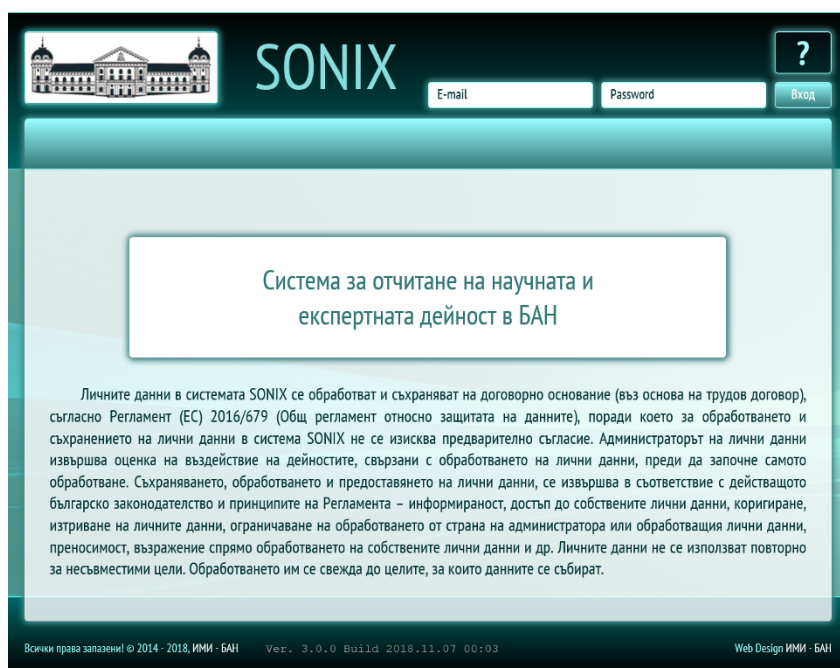 SONIX
?
E-mail
Password
Вход
Система за отчитане на научната и
експертната дейност в БАН
Личните данни в системата SONIX се обработват и съхраняват на договорно основание (въз основа на трудов договор),
съгласно Регламент (ЕС) 2016/679 (Общ регламент относно защитата на данните), поради което за обработването и
съхранението на лични данни в система SONIX не се изисква предварително съгласие. Администраторът на лични данни
извършва оценка на въздействие на дейностите, свързани с обработването на лични данни, преди да започне самото
обработване. Съхраняването, обработването и предоставянето на лични данни, се извършва в съответствие с действащото
българско законодателство и принципите на Регламента – информираност, достъп до собствените лични данни, коригиране,
изтриване на личните данни, ограничаване на обработването от страна на администратора или обработващия лични данни,
преносимост, възражение спрямо обработването на собствените лични данни и др. Личните данни не се използват повторно
за несъвместими цели. Обработването им се свежда до целите, за които данните се събират.
Всички права запазени! © 2014 - 2018, ИМИ - БАН
Ver. 3.0.0 Build 2018.11.07 00:03
Web Design ИМИ - БАН